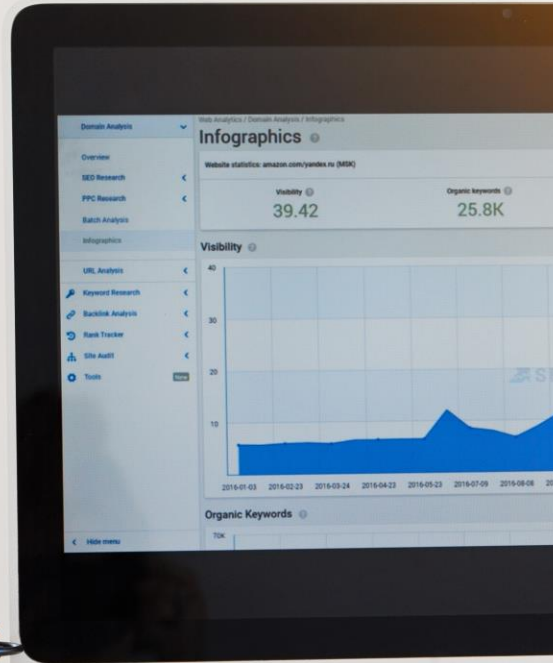 Domain Analysis
Overview
SEO Research
PPC Research
Batch Analysis
Infographics
URL Analysis
Keyword Research
Backlink Analysis
Rank Tracker
Site Audit
Tools
New
Hide menu
Web Analytics / Domain Analysis / Infographics
Infographics
Website statistics: amazon.com/yandex.ru (MSK)
Visibility
Organic keywords
39.42
25.8K
Visibility
40
30
20
10
2016-01-03 2016-02-23 2016-03-24 2016-04-23 2016-05-23 2016-07-09 2016-08-08 20
Organic Keywords
70K